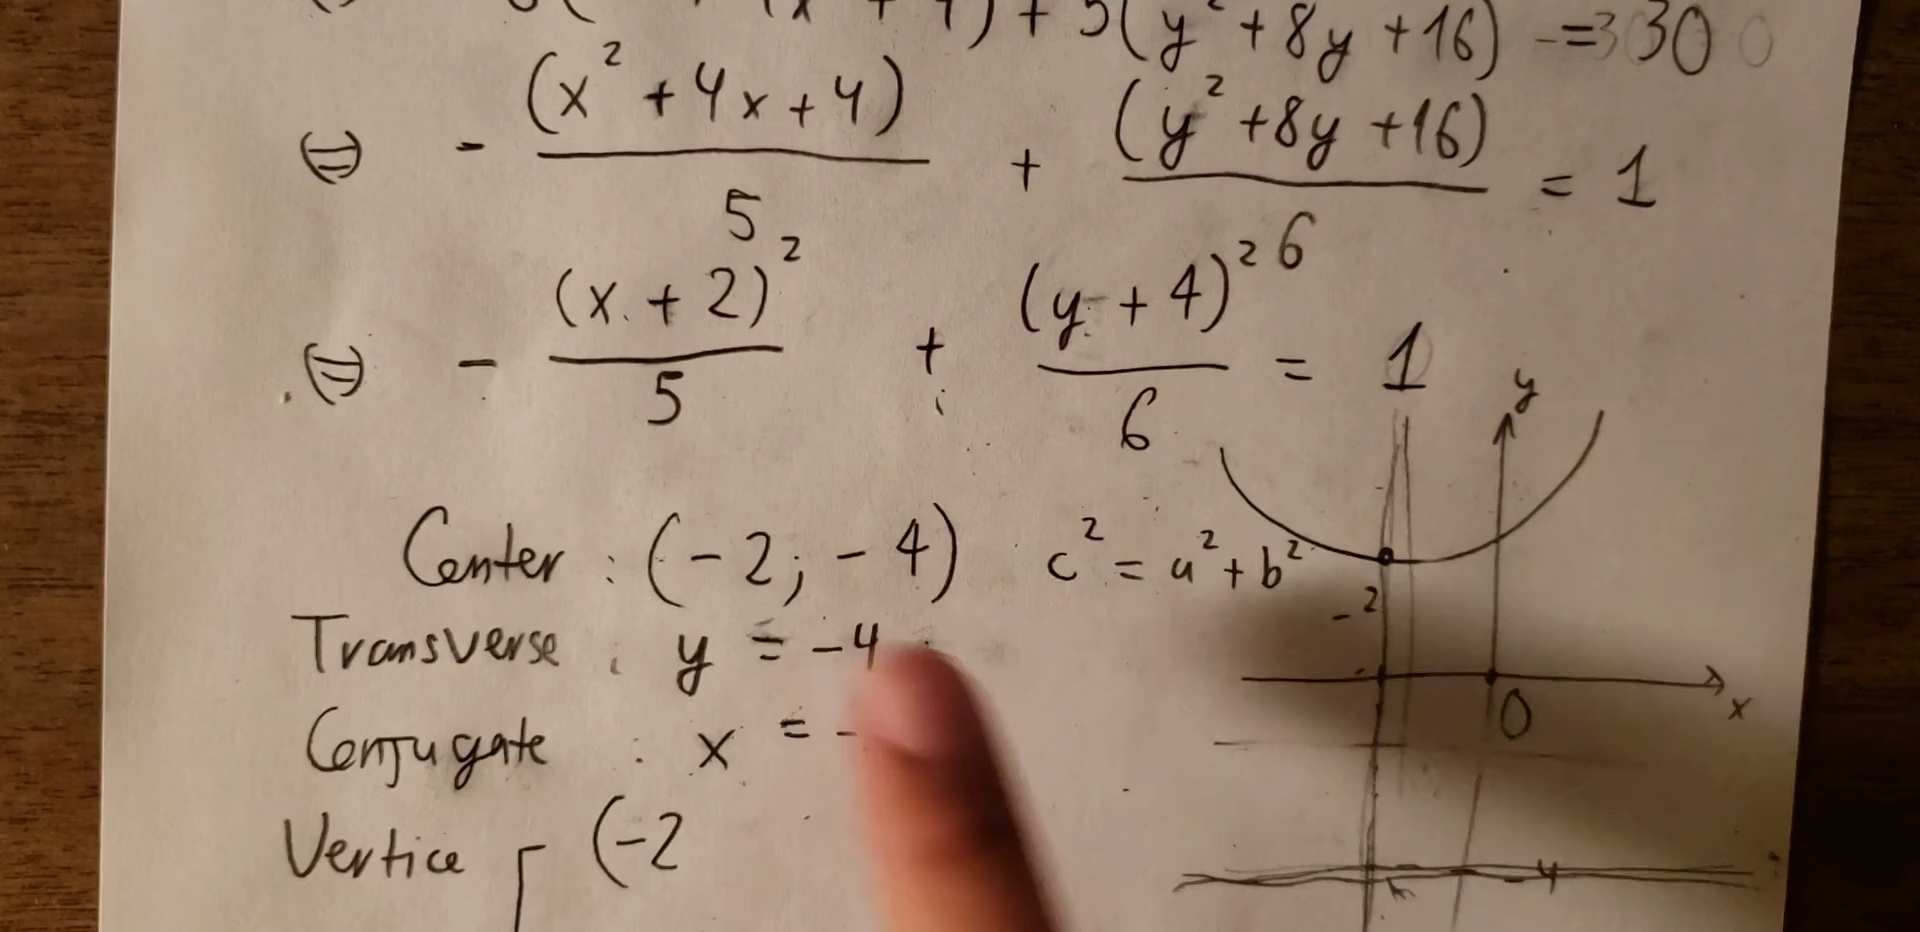 + 5(y² + 8y + 16) = 30
⇔ - (x² + 4x + 4) / 5 + (y² + 8y + 16) / 6 = 1
⇔ - (x + 2)² / 5 + (y + 4)² / 6 = 1
y
Center : (-2; -4) c² = a² + b²
-2
Transverse : y = -4
x
0
Conjugate : x = -
Vertice [ (-2
-4